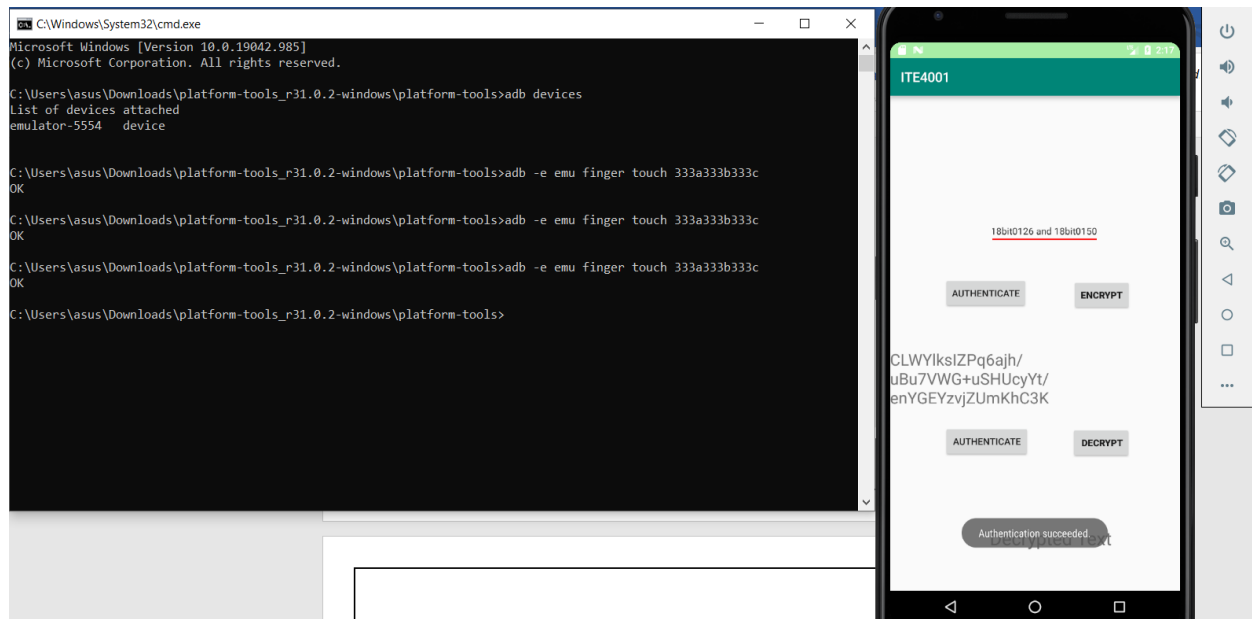 C:\Windows\System32\cmd.exe
Microsoft Windows [Version 10.0.19042.985]
(c) Microsoft Corporation. All rights reserved.
C:\Users\asus\Downloads\platform-tools_r31.0.2-windows\platform-tools>adb devices
List of devices attached
emulator-5554 device
C:\Users\asus\Downloads\platform-tools_r31.0.2-windows\platform-tools>adb -e emu finger touch 333a333b333c
OK
C:\Users\asus\Downloads\platform-tools_r31.0.2-windows\platform-tools>adb -e emu finger touch 333a333b333c
OK
C:\Users\asus\Downloads\platform-tools_r31.0.2-windows\platform-tools>adb -e emu finger touch 333a333b333c
OK
C:\Users\asus\Downloads\platform-tools_r31.0.2-windows\platform-tools>
2:17
ITE4001
18bit0126 and 18bit0150
AUTHENTICATE ENCRYPT
CLWYlksIZPq6ajh/
uBu7VWG+uSHUcyYt/
enYGEYzvjZUmKhC3K
AUTHENTICATE DECRYPT
Authentication succeeded.
Decrypted Text